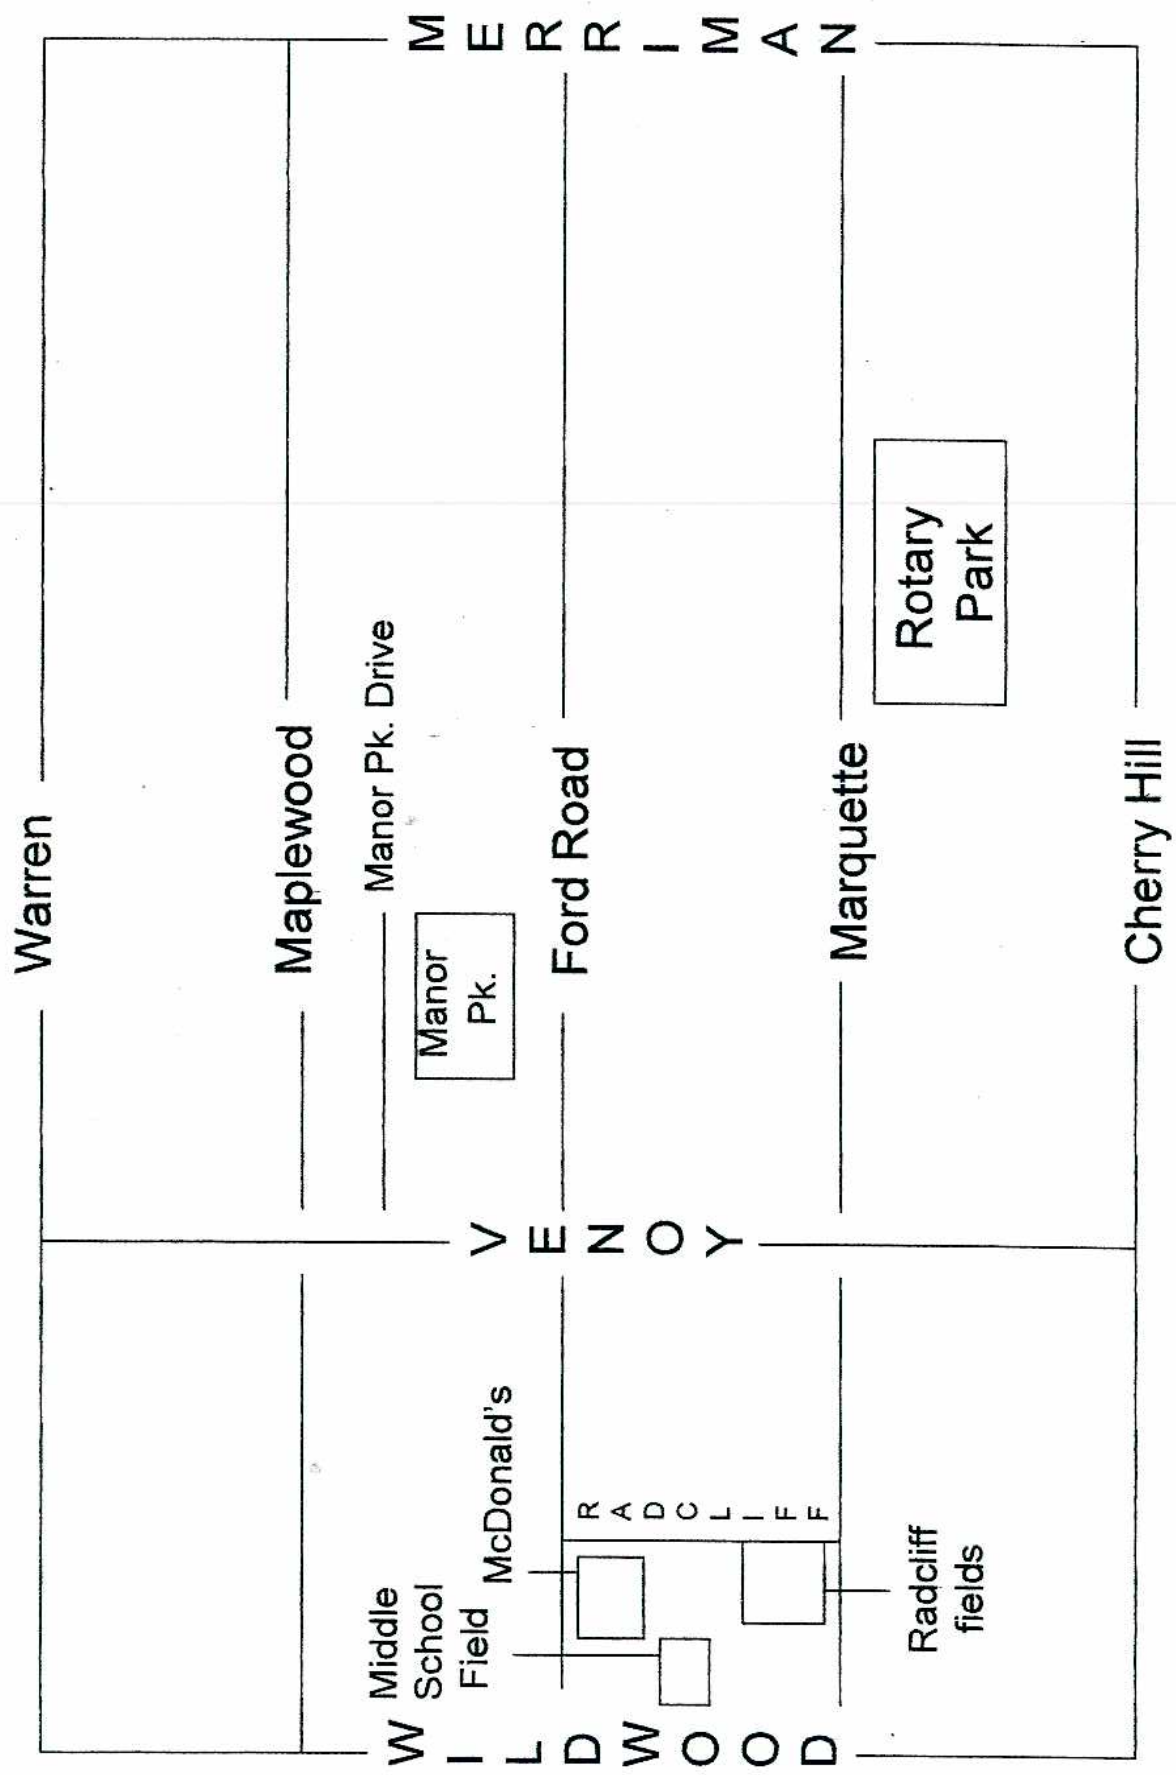 Warren
Maplewood
Manor Pk. Drive
Manor
Pk.
Ford Road
Marquette
Rotary
Park
Cherry Hill
MERRIMAN
VENOY
WILDWOOD
Middle
School
Field
McDonald's
RADCLIFF
Radcliff
fields